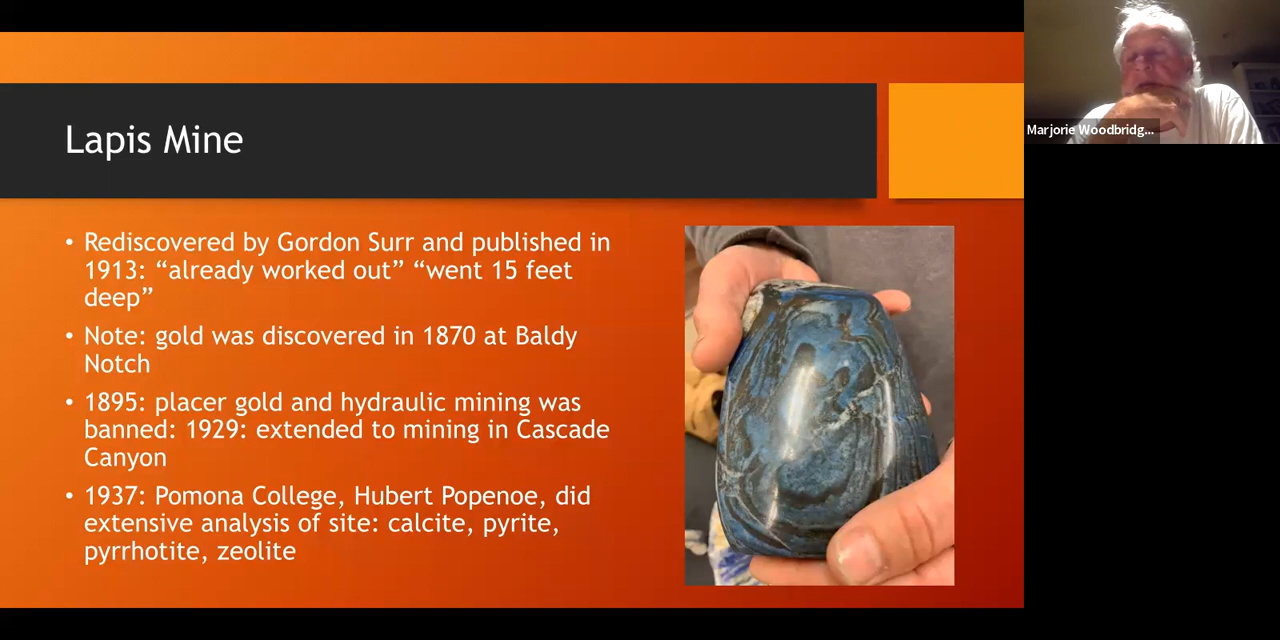 Lapis Mine
• Rediscovered by Gordon Surr and published in
1913: “already worked out” “went 15 feet
deep”
• Note: gold was discovered in 1870 at Baldy
Notch
• 1895: placer gold and hydraulic mining was
banned: 1929: extended to mining in Cascade
Canyon
• 1937: Pomona College, Hubert Popenoe, did
extensive analysis of site: calcite, pyrite,
pyrrhotite, zeolite
Marjorie Woodbridg...